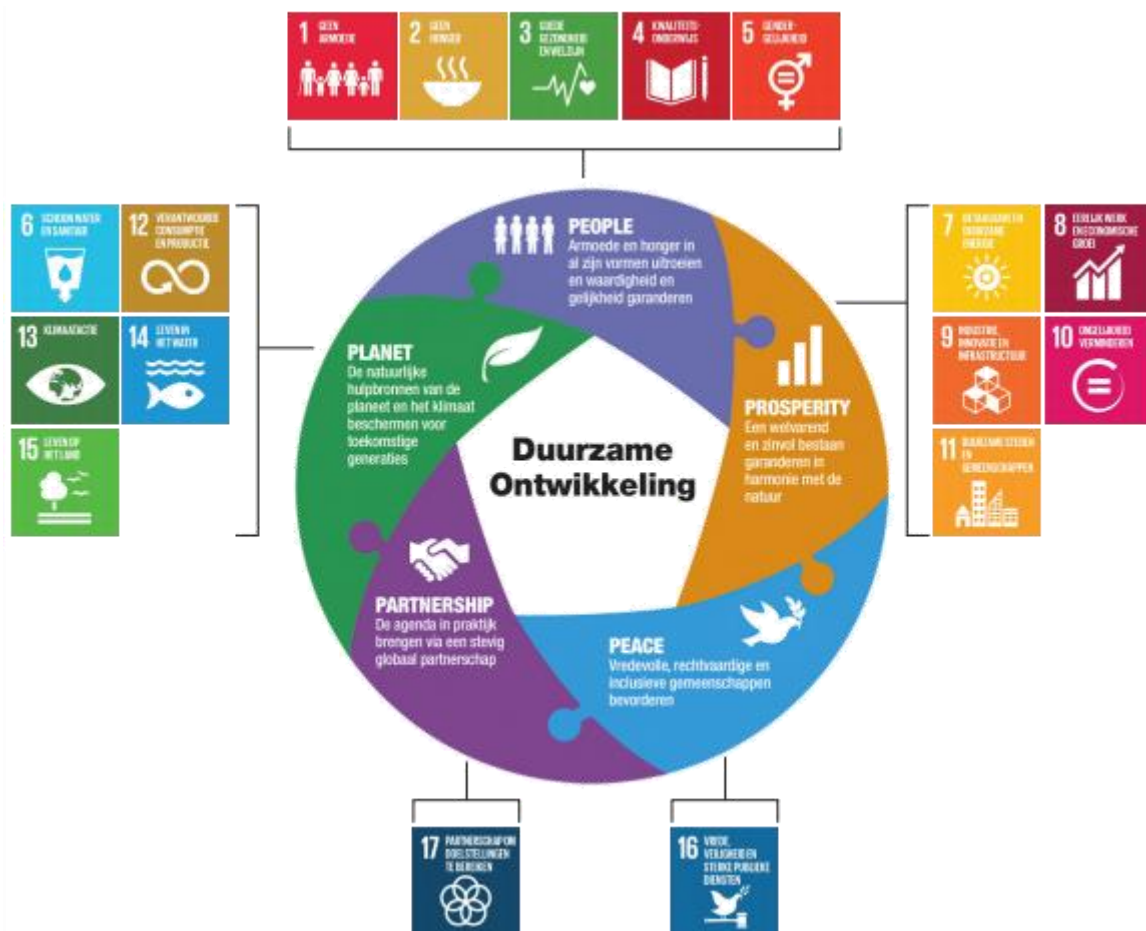 1 GEEN
ARMOEDE
2 GEEN
HONGER
3 GOEDE
GEZONDHEID
EN WELZIJN
4 KWALITEITS-
ONDERWIJS
5 GENDER-
GELIJKHEID
6 SCHOON WATER
EN SANITAIR
12 VERANTWOORDE
CONSUMPTIE
EN PRODUCTIE
13 KLIMAATACTIE
14 LEVEN IN
HET WATER
15 LEVEN OP
HET LAND
PEOPLE
Armoede en honger in
al zijn vormen uitroeien
en waardigheid en
gelijkheid garanderen
PLANET
De natuurlijke
hulpbronnen van de
planeet en het klimaat
beschermen voor
toekomstige
generaties
Duurzame
Ontwikkeling
PROSPERITY
Een welvarend
en zinvol bestaan
garanderen in
harmonie met de
natuur
PARTNERSHIP
De agenda in praktijk
brengen via een stevig
globaal partnerschap
PEACE
Vredevolle, rechtvaardige en
inclusieve gemeenschappen
bevorderen
7 BETAALBARE EN
DUURZAME
ENERGIE
8 EERLIJK WERK
EN ECONOMISCHE
GROEI
9 INDUSTRIE,
INNOVATIE EN
INFRASTRUCTUUR
10 ONGELIJKHEID
VERMINDEREN
11 DUURZAME STEDEN
EN
GEMEENSCHAPPEN
17 PARTNERSCHAP OM
DOELSTELLINGEN
TE BEREIKEN
16 VREDE,
VEILIGHEID EN
STERKE PUBLIEKE
DIENSTEN